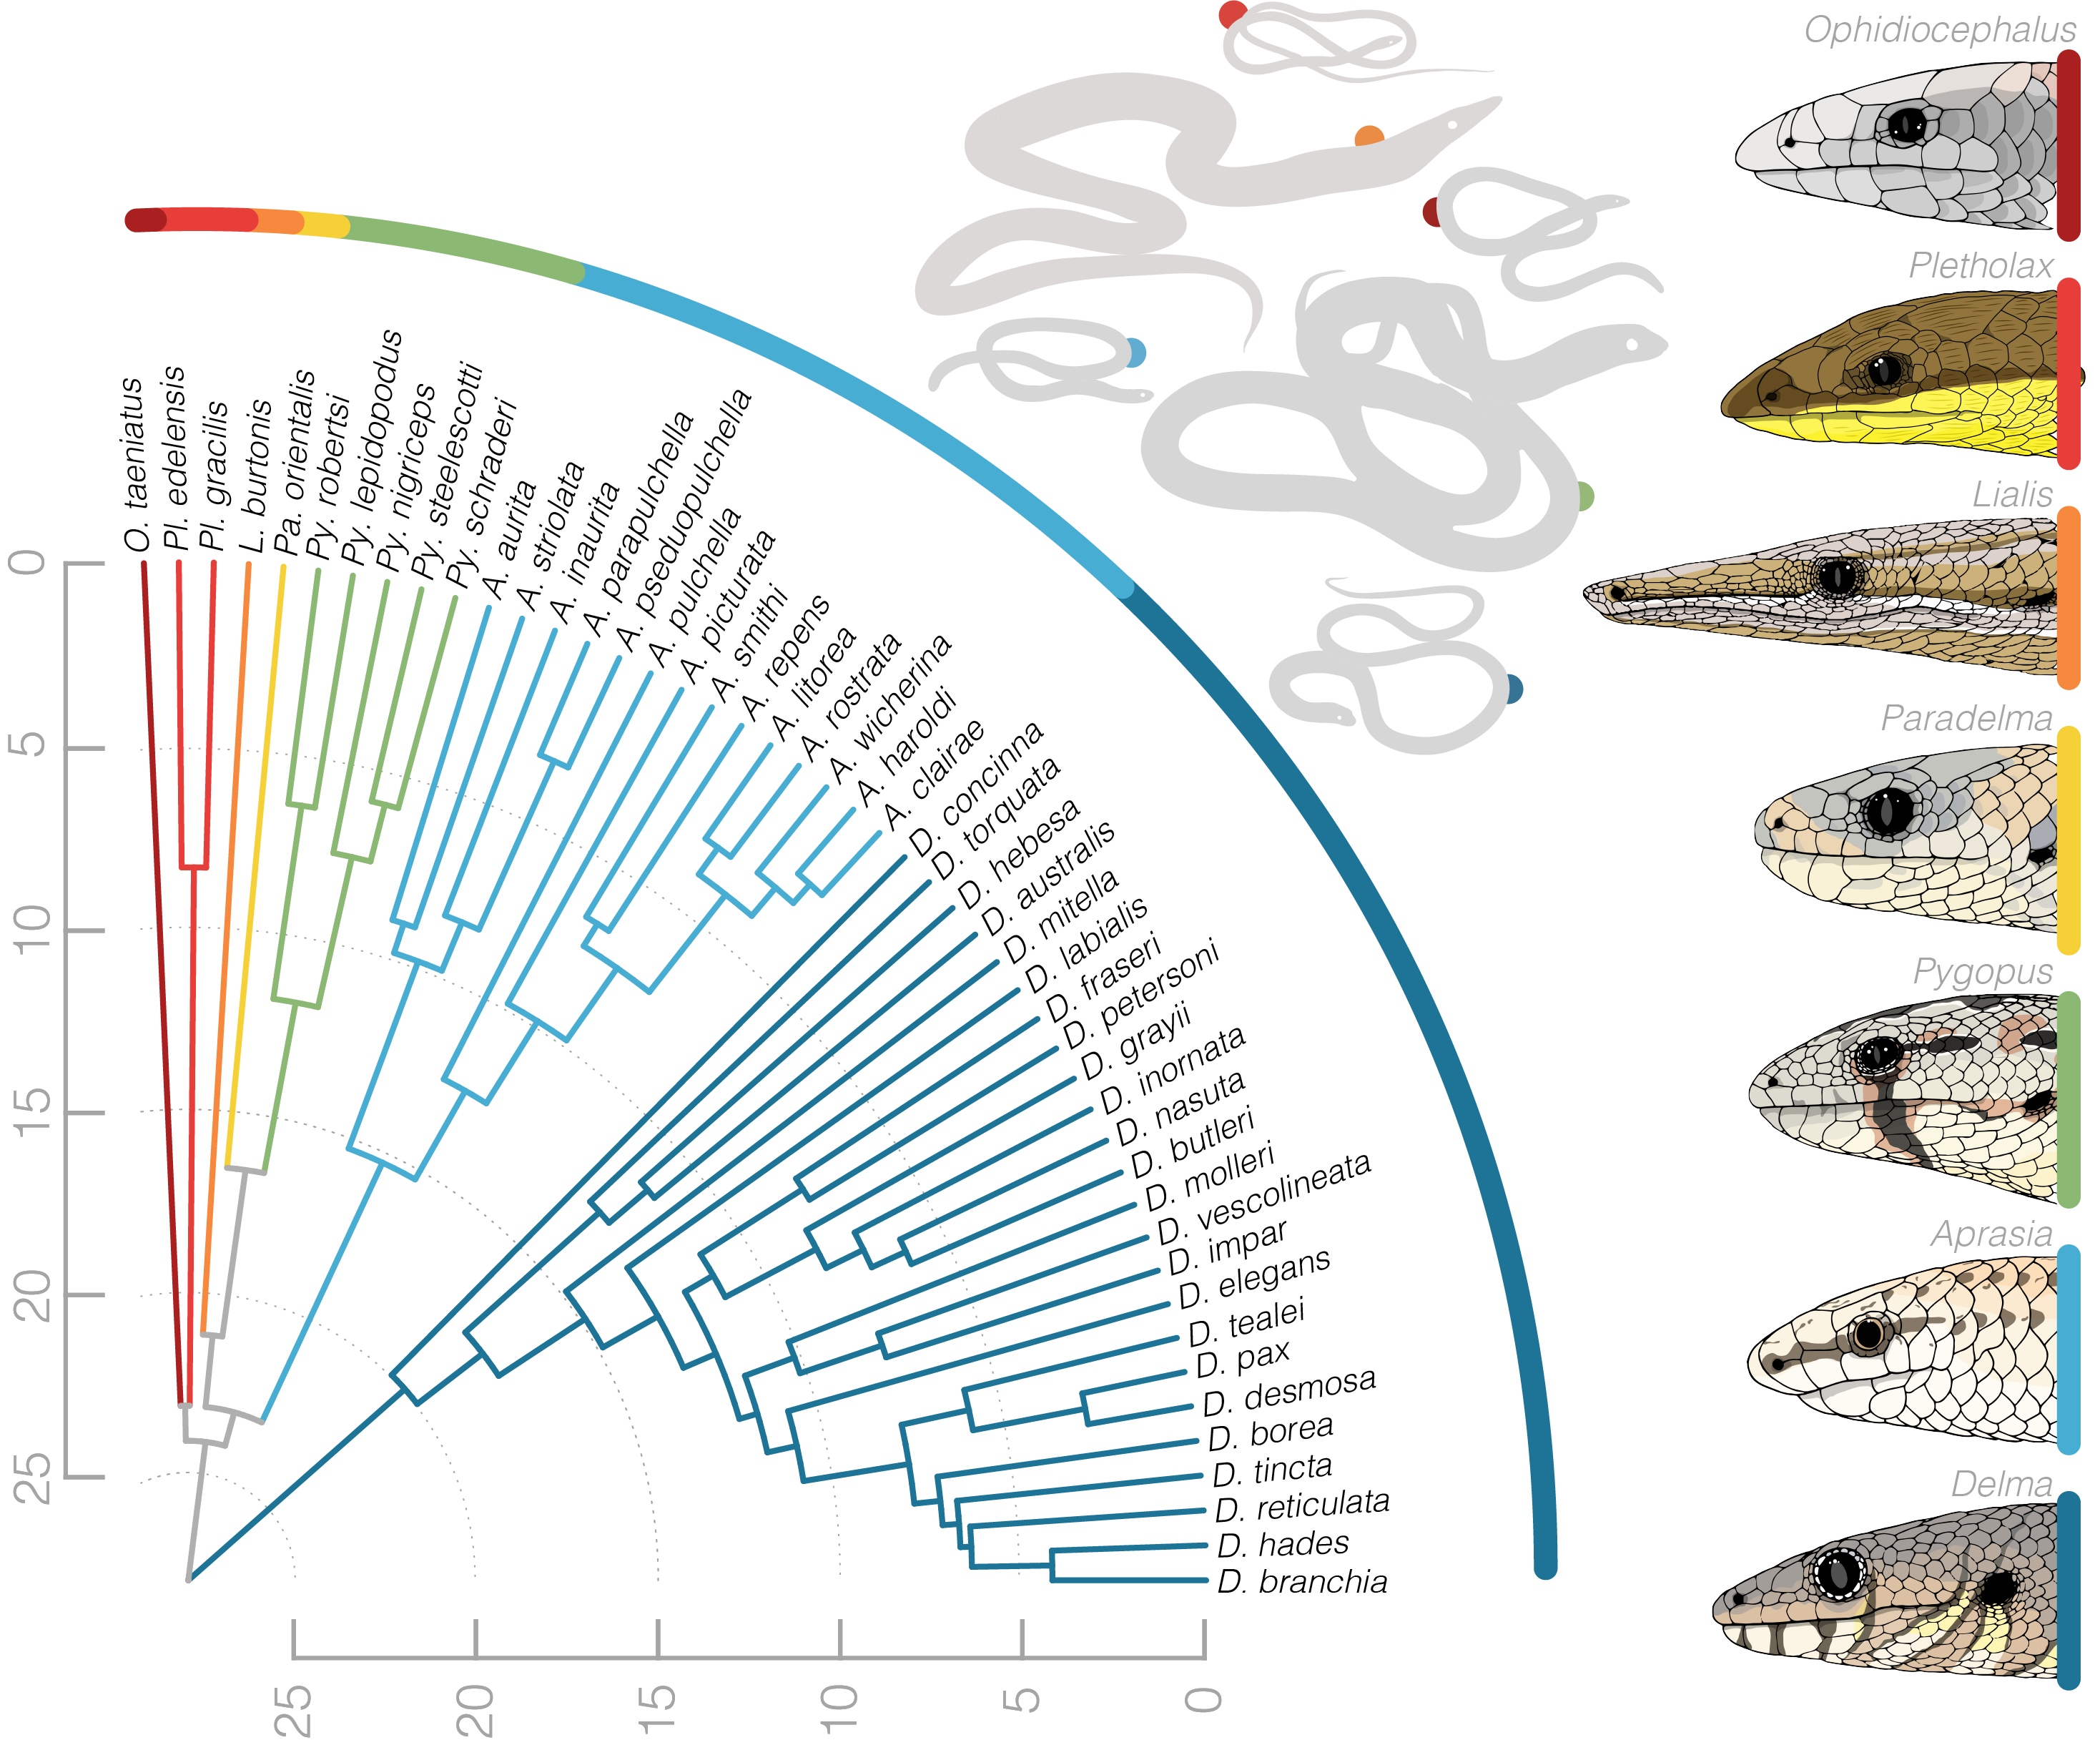 O. taeniatus
Pl. edelensis
Pl. gracilis
L. burtonis
Pa. orientalis
Py. robertsi
Py. lepidopodus
Py. nigriceps
Py. steelescotti
Py. schraderi
A. aurita
A. striolata
A. inaurita
A. parapulchella
A. pseduopulchella
A. pulchella
A. picturata
A. smithi
A. repens
A. litorea
A. rostrata
A. wicherina
A. haroldi
A. clairae
D. concinna
D. torquata
D. hebesa
D. australis
D. mitella
D. labialis
D. fraseri
D. petersoni
D. grayii
D. inornata
D. nasuta
D. butleri
D. molleri
D. vescolineata
D. impar
D. elegans
D. tealei
D. pax
D. desmosa
D. borea
D. tincta
D. reticulata
D. hades
D. branchia
0
5
10
15
20
25
25
20
15
10
5
0
Ophidiocephalus
Pletholax
Lialis
Paradelma
Pygopus
Aprasia
Delma